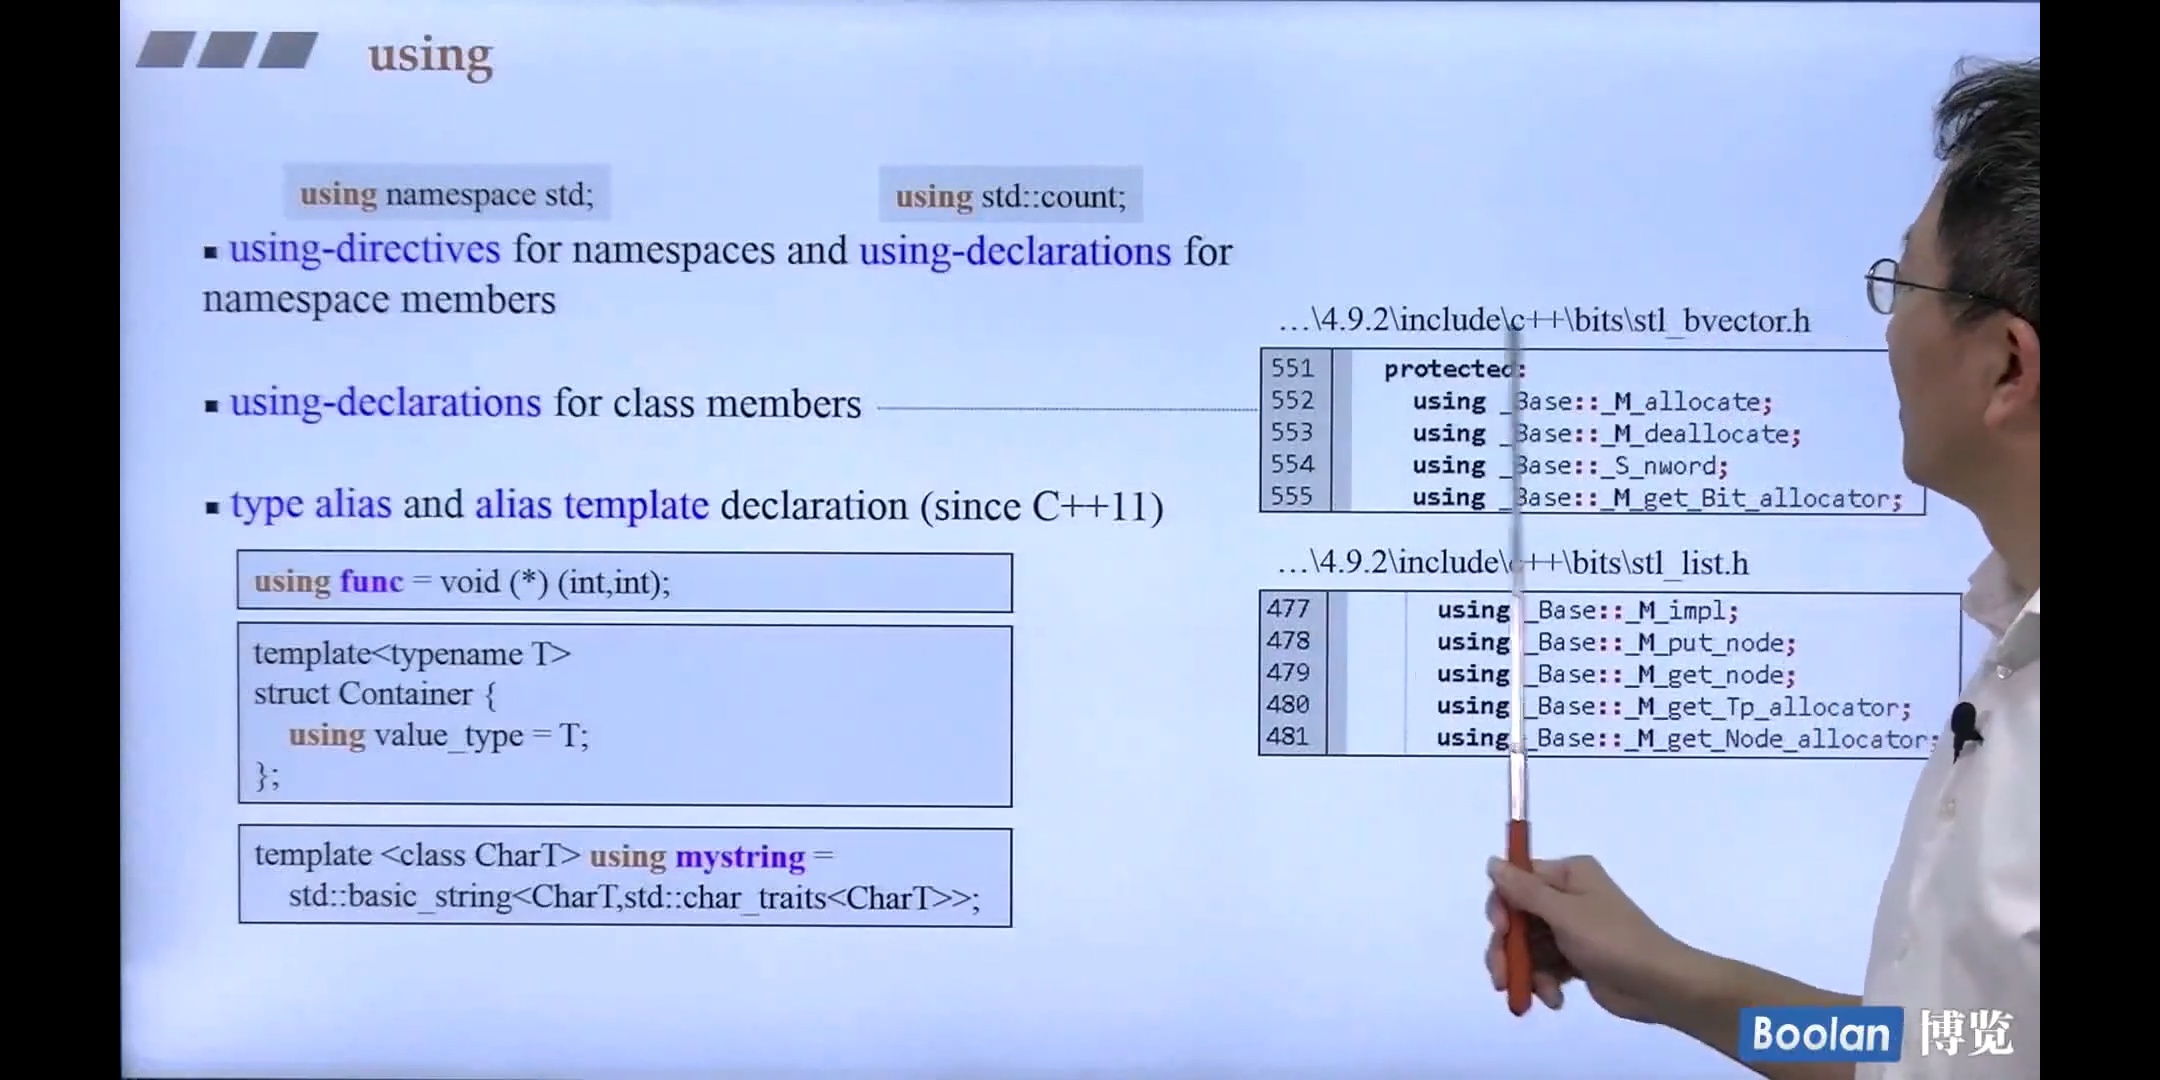 using
using namespace std;
using std::count;
▪ using-directives for namespaces and using-declarations for
namespace members
▪ using-declarations for class members
▪ type alias and alias template declaration (since C++11)
using func = void (*) (int,int);
template<typename T>
struct Container {
using value_type = T;
};
template <class CharT> using mystring =
std::basic_string<CharT,std::char_traits<CharT>>;
...\4.9.2\include\c++\bits\stl_bvector.h
551 protected:
552 using _Base::_M_allocate;
553 using _Base::_M_deallocate;
554 using _Base::_S_nword;
555 using _Base::_M_get_Bit_allocator;
...\4.9.2\include\c++\bits\stl_list.h
477 using _Base::_M_impl;
478 using _Base::_M_put_node;
479 using _Base::_M_get_node;
480 using _Base::_M_get_Tp_allocator;
481 using _Base::_M_get_Node_allocator;
Boolan 博览